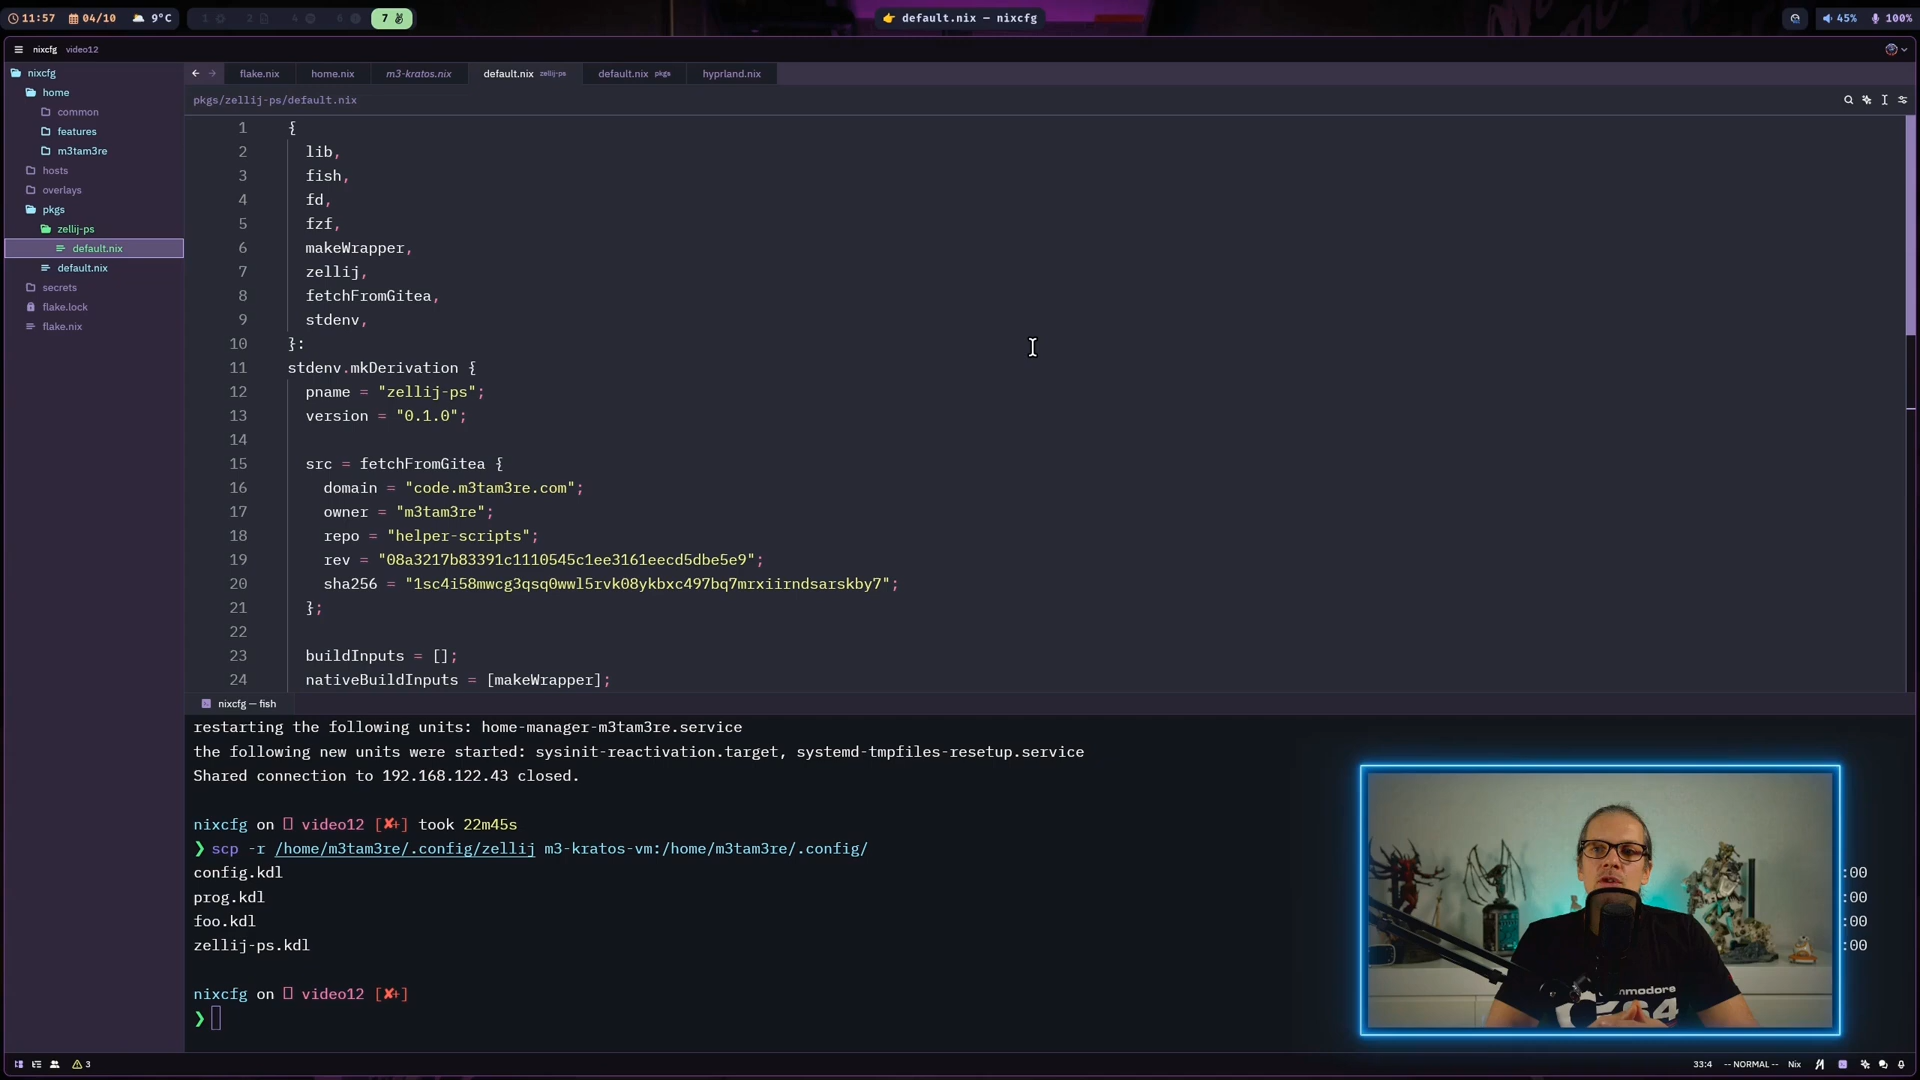 11:57 04/10 9°C 1 2 4 6 7 👉 default.nix — nixcfg 45% 100%
nixcfg video12
nixcfg
home
common
features
m3tam3re
hosts
overlays
pkgs
zellij-ps
default.nix
default.nix
secrets
flake.lock
flake.nix
flake.nix home.nix m3-kratos.nix default.nix zellij-ps default.nix pkgs hyprland.nix
pkgs/zellij-ps/default.nix
1 {
2 lib,
3 fish,
4 fd,
5 fzf,
6 makeWrapper,
7 zellij,
8 fetchFromGitea,
9 stdenv,
10 }:
11 stdenv.mkDerivation {
12 pname = "zellij-ps";
13 version = "0.1.0";
14
15 src = fetchFromGitea {
16 domain = "code.m3tam3re.com";
17 owner = "m3tam3re";
18 repo = "helper-scripts";
19 rev = "08a3217b83391c1110545c1ee3161eecd5dbe5e9";
20 sha256 = "1sc4i58mwcg3qsq0wwl5rvk08ykbxc497bq7mrxiirndsarskby7";
21 };
22
23 buildInputs = [];
24 nativeBuildInputs = [makeWrapper];
nixcfg — fish
restarting the following units: home-manager-m3tam3re.service
the following new units were started: sysinit-reactivation.target, systemd-tmpfiles-resetup.service
Shared connection to 192.168.122.43 closed.
nixcfg on video12 [✘+] took 22m45s
❯ scp -r /home/m3tam3re/.config/zellij m3-kratos-vm:/home/m3tam3re/.config/
config.kdl :00
prog.kdl :00
foo.kdl :00
zellij-ps.kdl :00
nixcfg on video12 [✘+]
❯
mmodore
64
3 33:4 -- NORMAL -- Nix